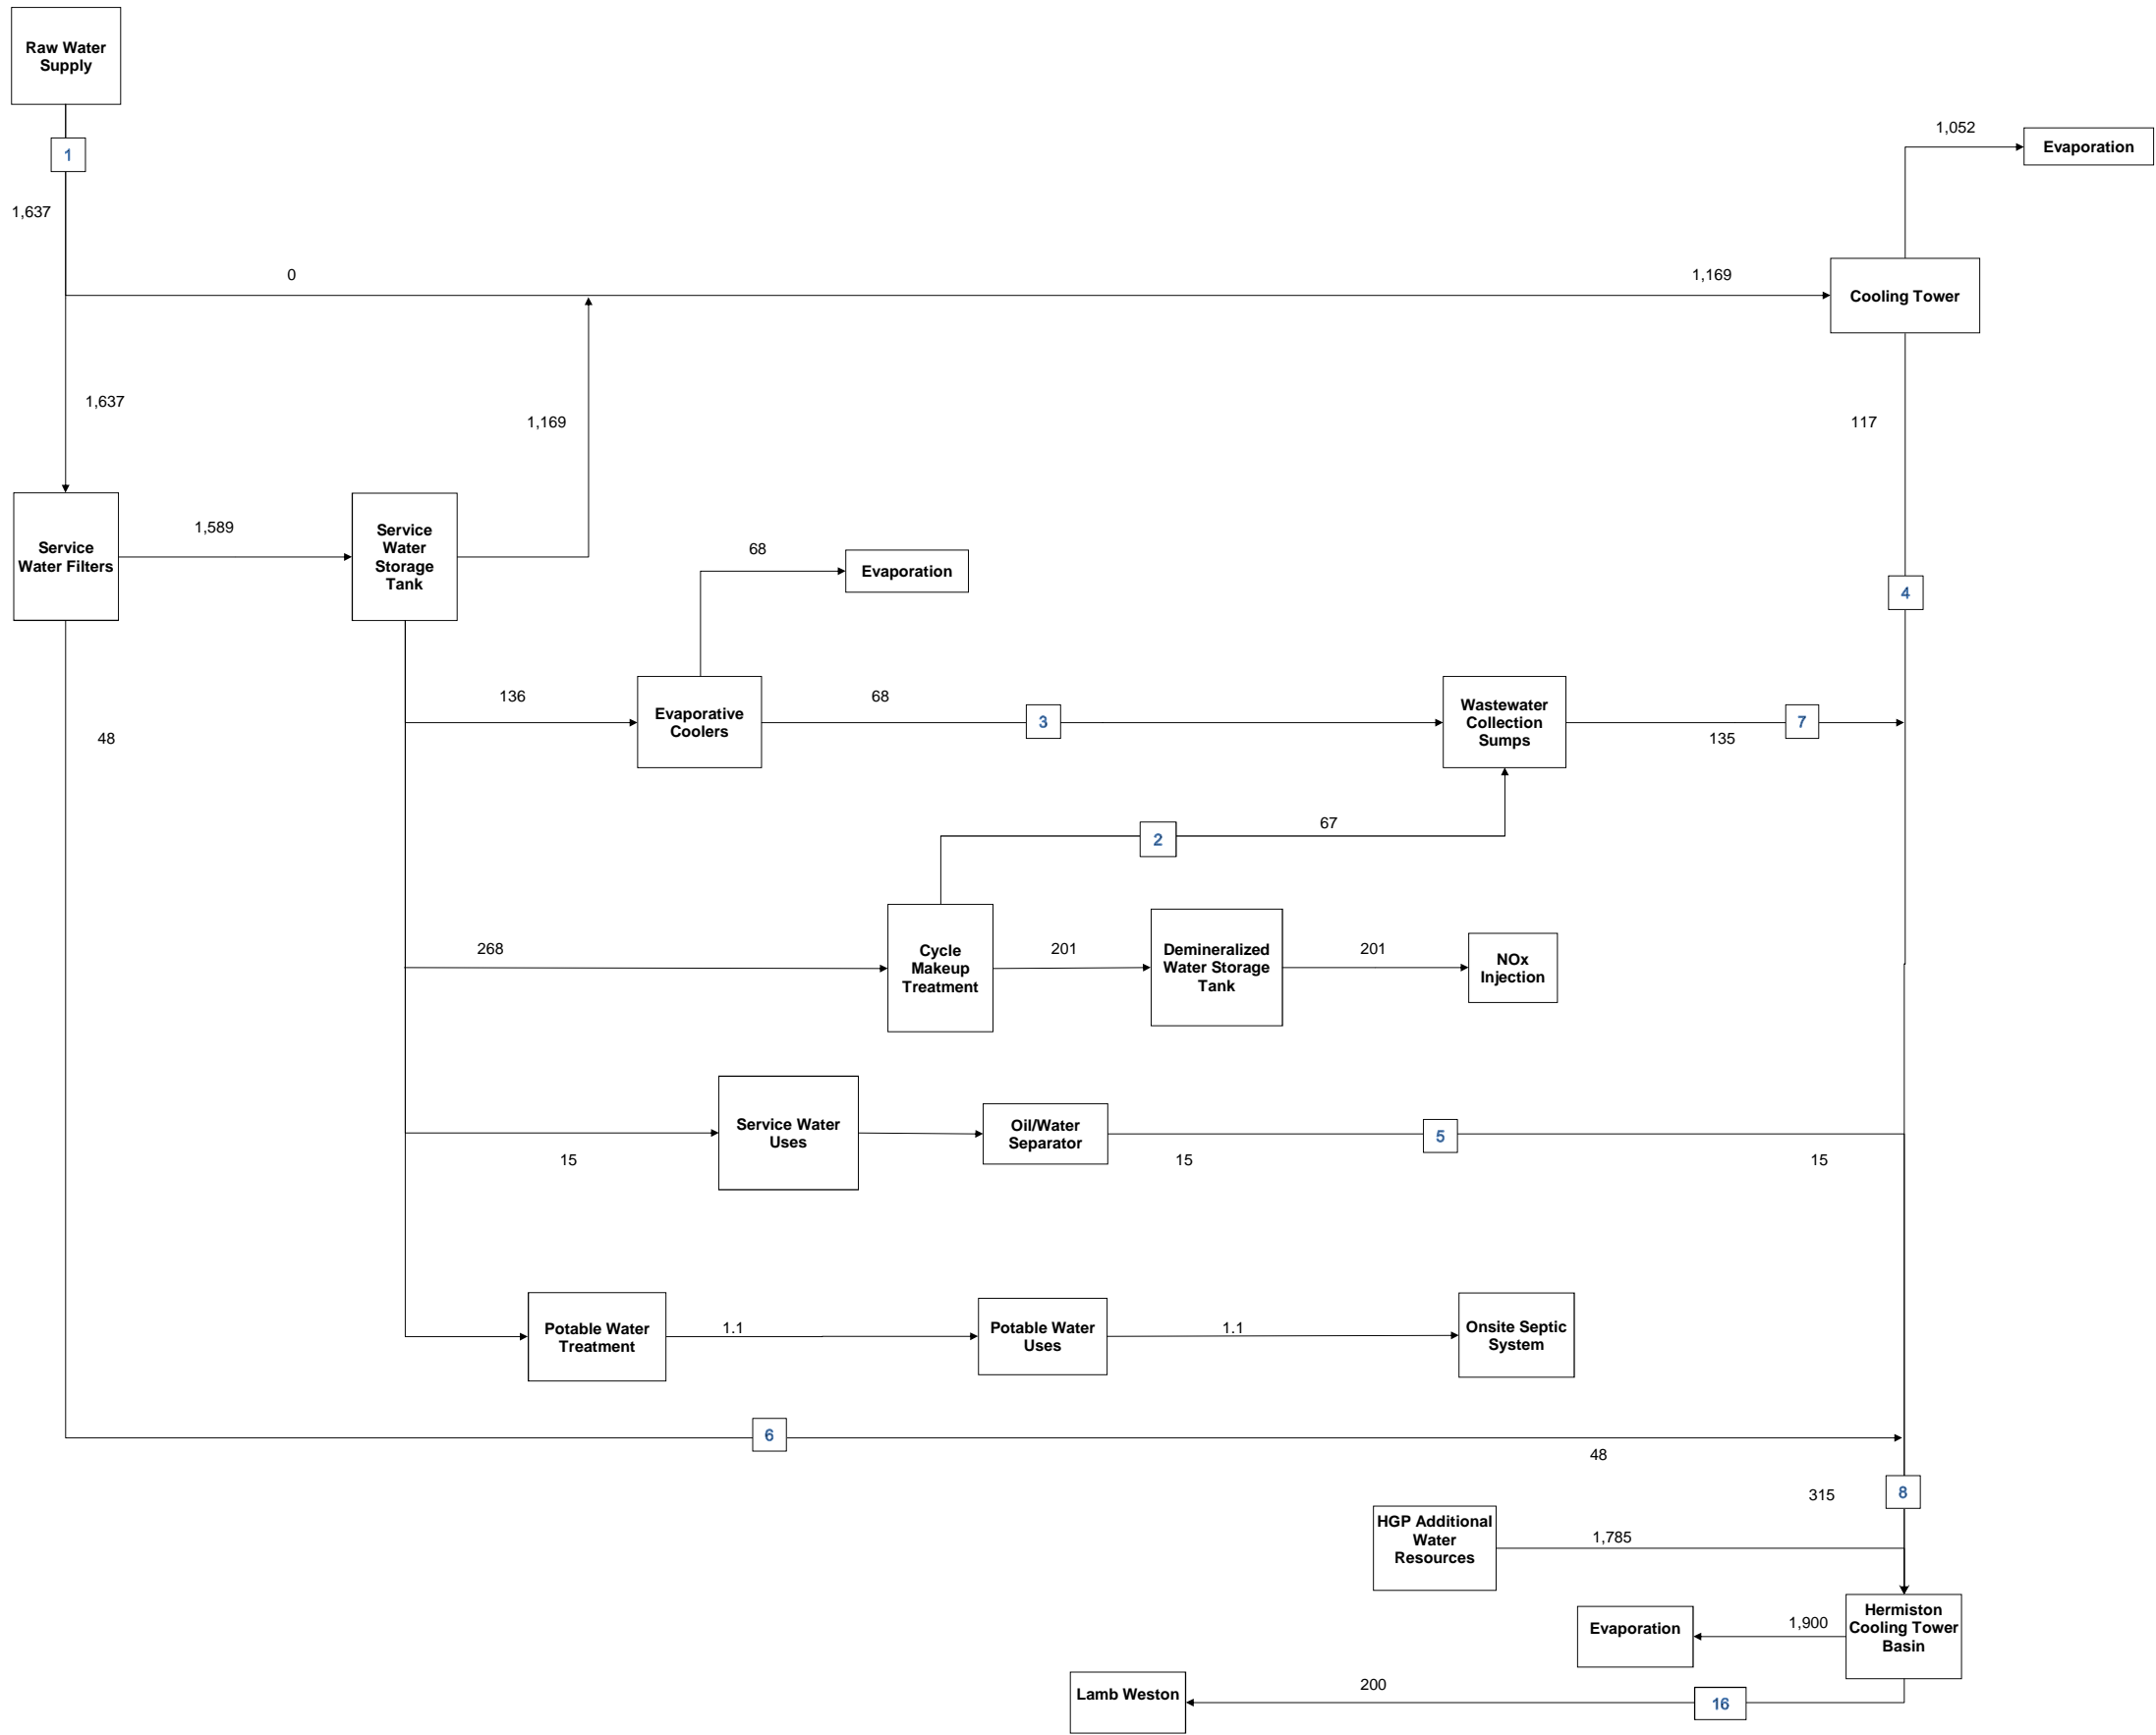 Raw Water
Supply
1
1,637
1,052
Evaporation
0
1,169
Cooling Tower
1,637
1,169
117
Service
Water Filters
1,589
Service
Water
Storage
Tank
68
Evaporation
4
48
136
Evaporative
Coolers
68
3
Wastewater
Collection
Sumps
7
135
2
67
268
Cycle
Makeup
Treatment
201
Demineralized
Water Storage
Tank
201
NOx
Injection
15
Service Water
Uses
Oil/Water
Separator
15
5
15
Potable Water
Treatment
1.1
Potable Water
Uses
1.1
Onsite Septic
System
6
48
315
8
HGP Additional
Water
Resources
1,785
Hermiston
Cooling Tower
Basin
1,900
Evaporation
Lamb Weston
200
16